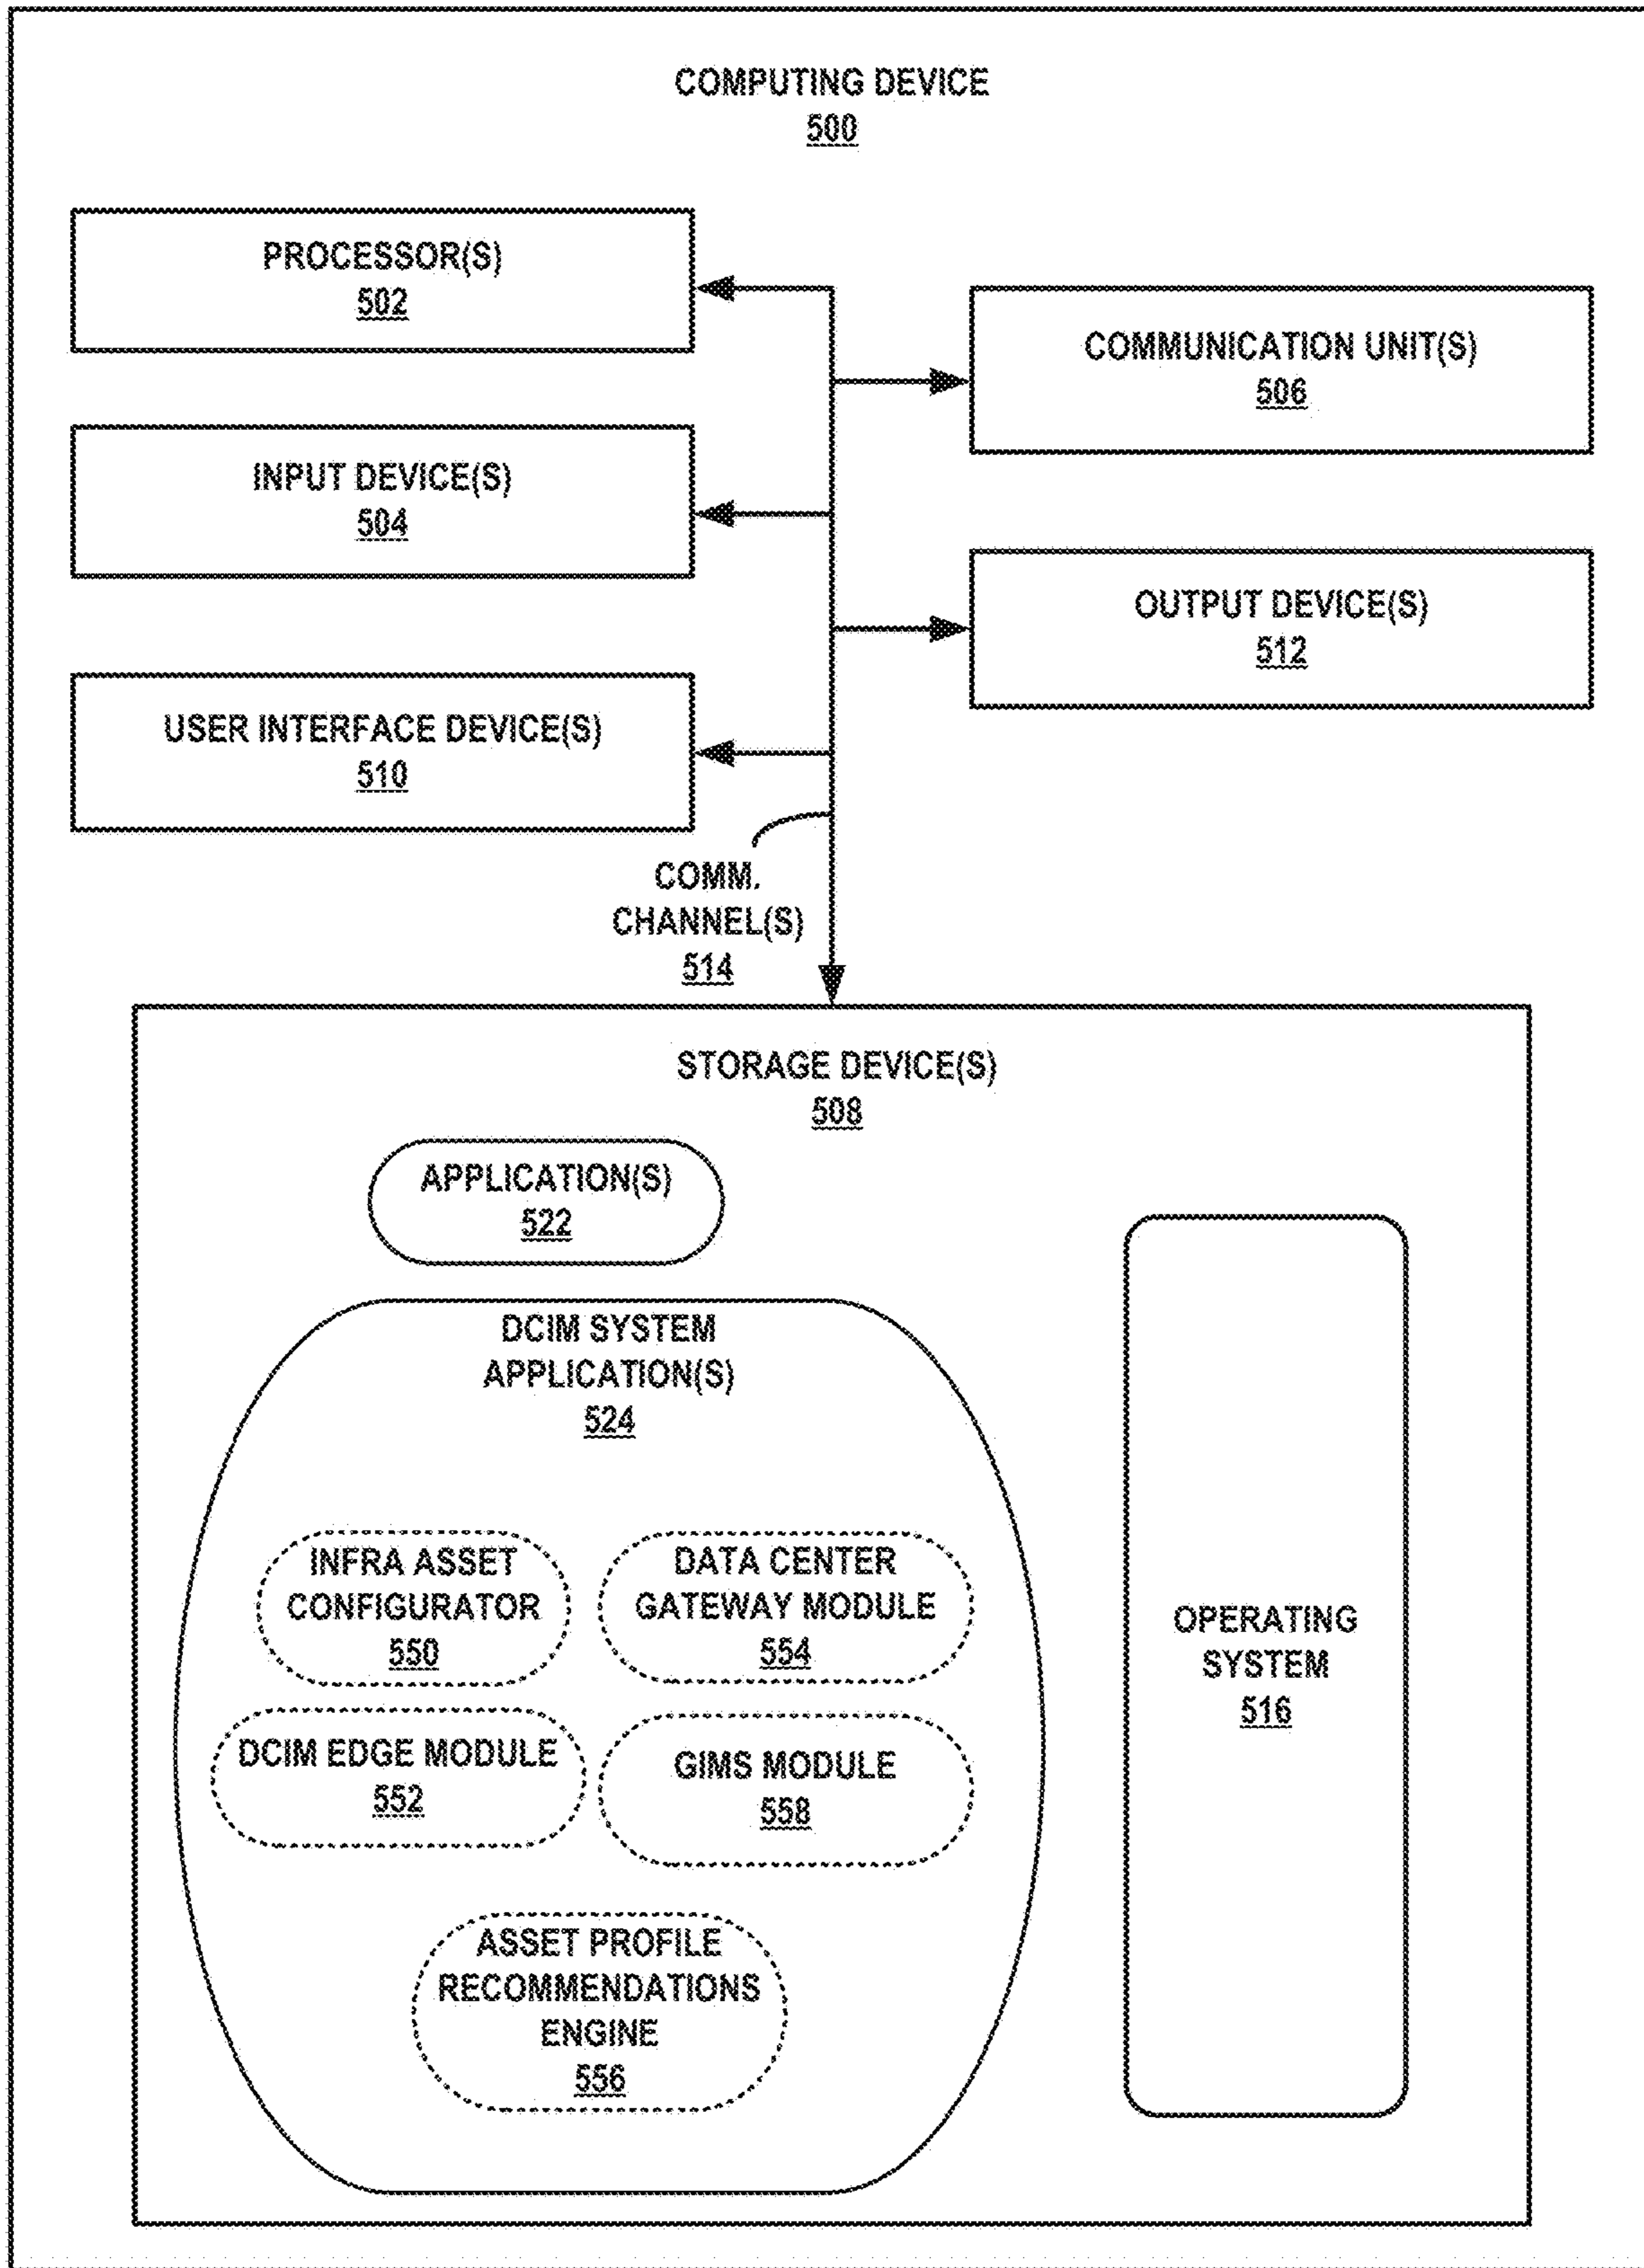 COMPUTING DEVICE
500
PROCESSOR(S)
502
COMMUNICATION UNIT(S)
506
INPUT DEVICE(S)
504
OUTPUT DEVICE(S)
512
USER INTERFACE DEVICE(S)
510
COMM.
CHANNEL(S)
514
STORAGE DEVICE(S)
508
APPLICATION(S)
522
DCIM SYSTEM
APPLICATION(S)
524
INFRA ASSET
CONFIGURATOR
550
DATA CENTER
GATEWAY MODULE
554
DCIM EDGE MODULE
552
GIMS MODULE
558
ASSET PROFILE
RECOMMENDATIONS
ENGINE
556
OPERATING
SYSTEM
516